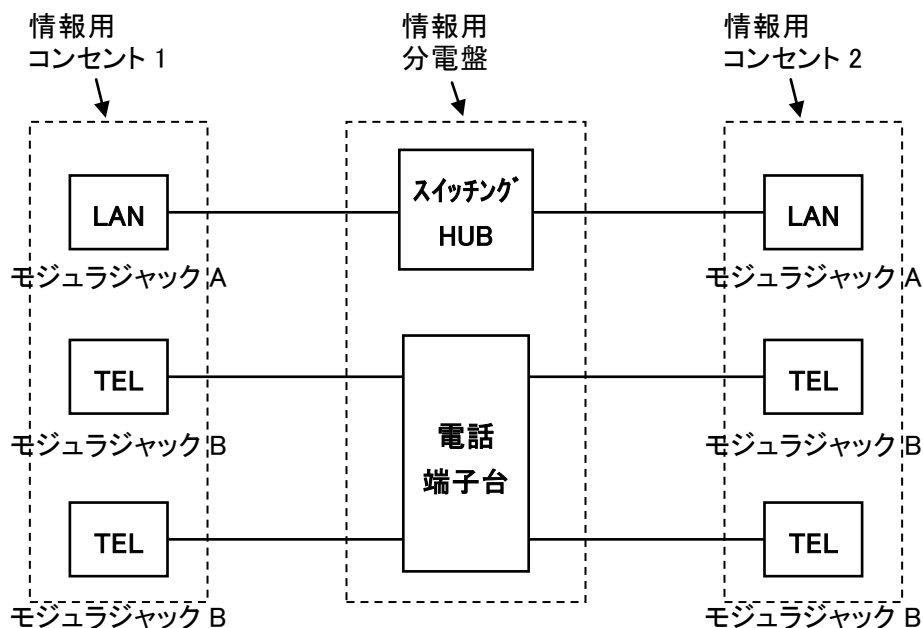 情報用
コンセント 1
情報用
分電盤
情報用
コンセント 2
LAN
モジュラジャック A
スイッチング
HUB
LAN
モジュラジャック A
TEL
モジュラジャック B
電話
端子台
TEL
モジュラジャック B
TEL
モジュラジャック B
TEL
モジュラジャック B